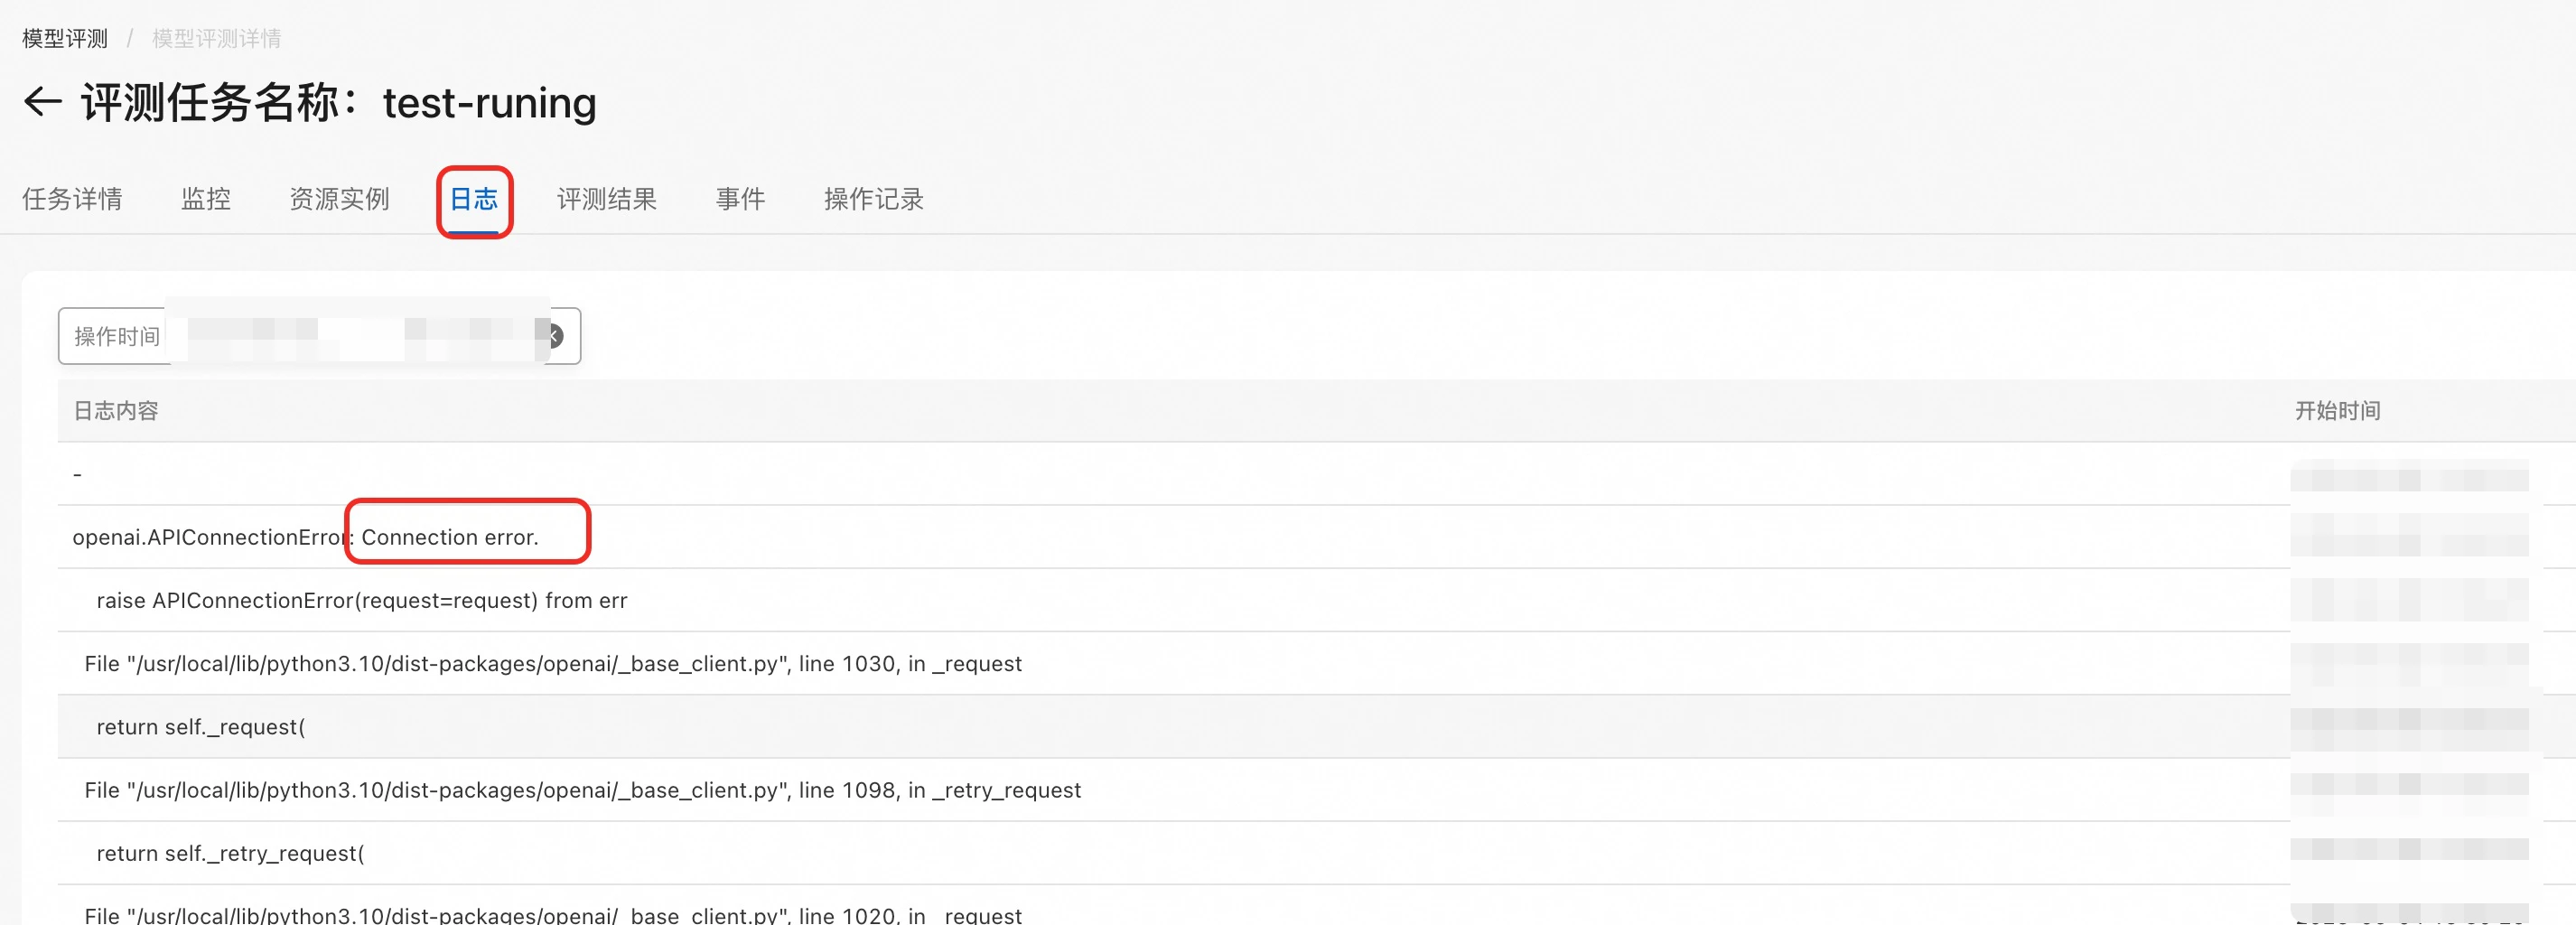 模型评测 / 模型评测详情
← 评测任务名称：test-runing
任务详情 监控 资源实例 日志 评测结果 事件 操作记录
操作时间
日志内容 开始时间
-
openai.APIConnectionError: Connection error.
raise APIConnectionError(request=request) from err
File "/usr/local/lib/python3.10/dist-packages/openai/_base_client.py", line 1030, in _request
return self._request(
File "/usr/local/lib/python3.10/dist-packages/openai/_base_client.py", line 1098, in _retry_request
return self._retry_request(
File "/usr/local/lib/python3.10/dist-packages/openai/_base_client.py", line 1020, in _request